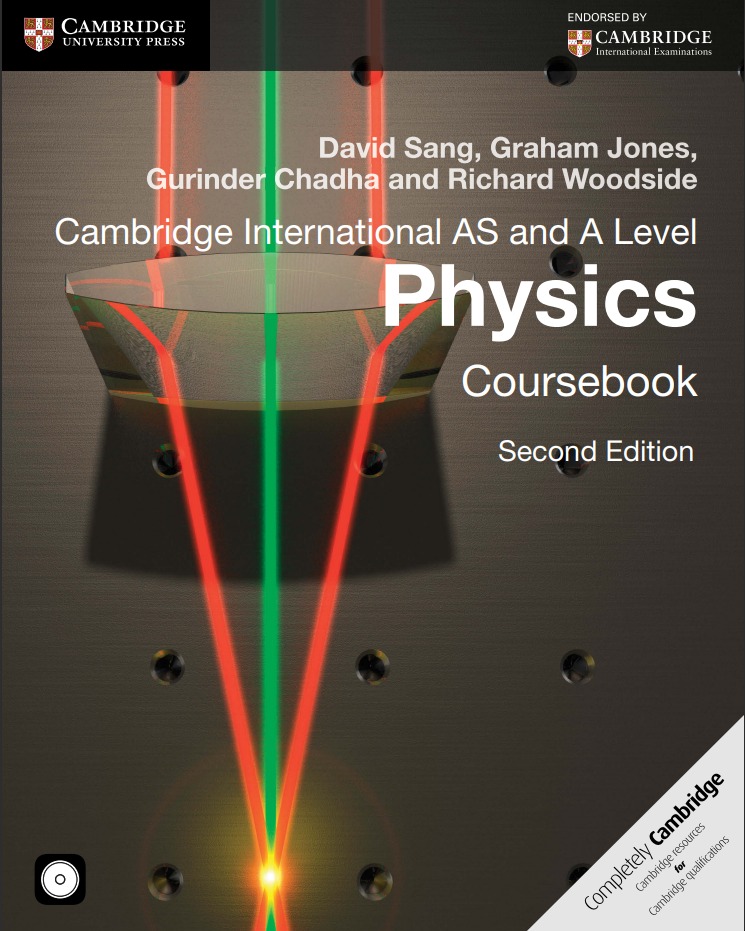 CAMBRIDGE
UNIVERSITY PRESS
ENDORSED BY
CAMBRIDGE
International Examinations
David Sang, Graham Jones,
Gurinder Chadha and Richard Woodside
Cambridge International AS and A Level
Physics
Coursebook
Second Edition
Completely Cambridge
Cambridge resources
for
Cambridge qualifications